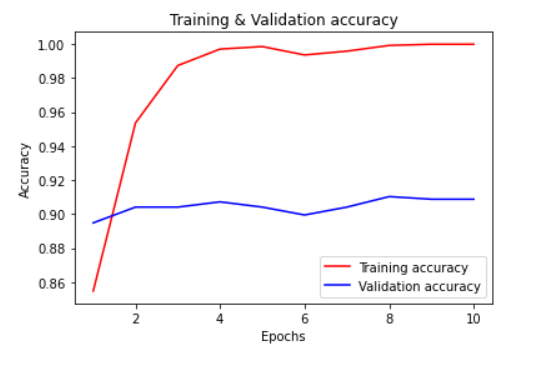 Training & Validation accuracy
1.00
0.98
0.96
0.94
0.92
0.90
0.88
0.86
Accuracy
2
4
6
8
10
Epochs
Training accuracy
Validation accuracy